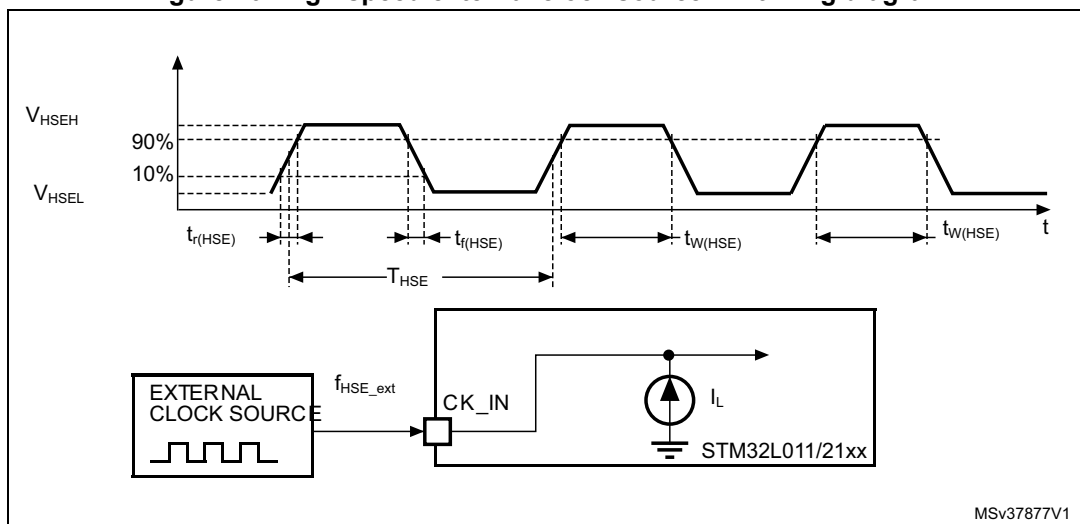 V_HSEH
90%
10%
V_HSEL
t_r(HSE)
t_f(HSE)
t_W(HSE)
t_W(HSE)
t
T_HSE
EXTERNAL
CLOCK SOURCE
f_HSE_ext
CK_IN
I_L
STM32L011/21xx
MSv37877V1